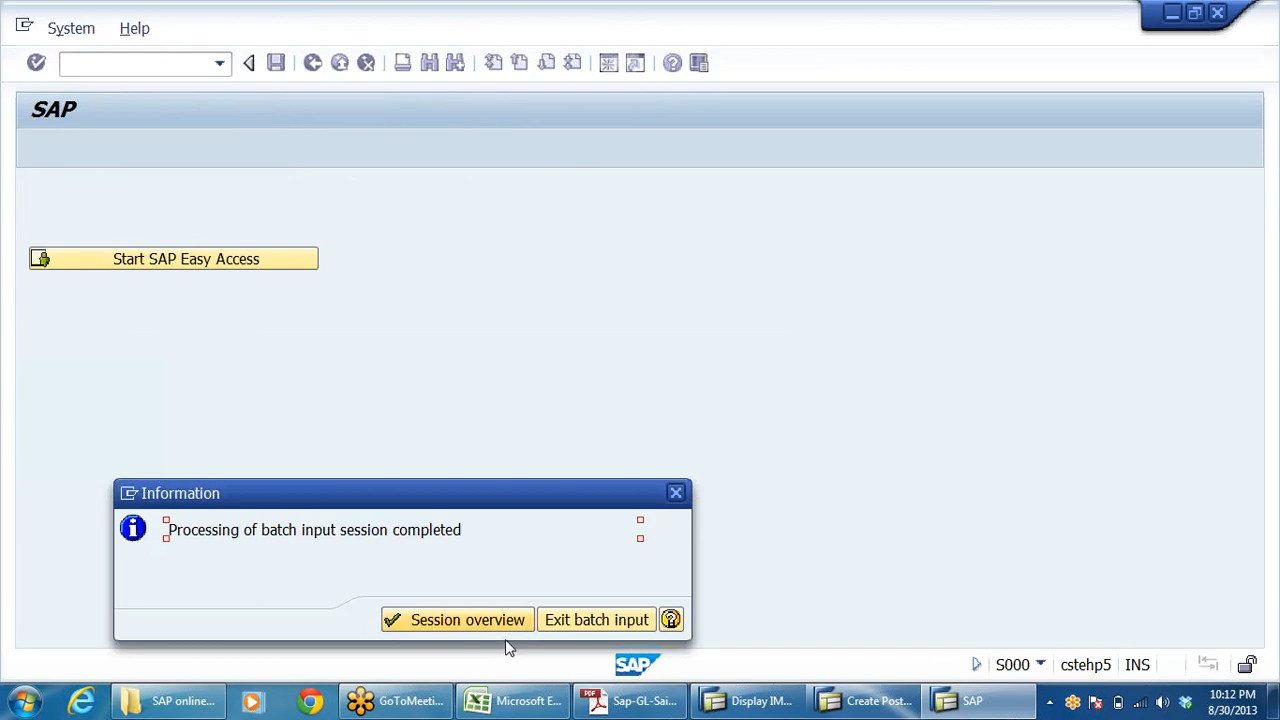 System Help
SAP
Start SAP Easy Access
Information
Processing of batch input session completed
Session overview Exit batch input
SAP S000 cstehp5 INS
SAP online... GoToMeeti... Microsoft E... Sap-GL-Sai... Display IM... Create Post... SAP 10:12 PM
8/30/2013